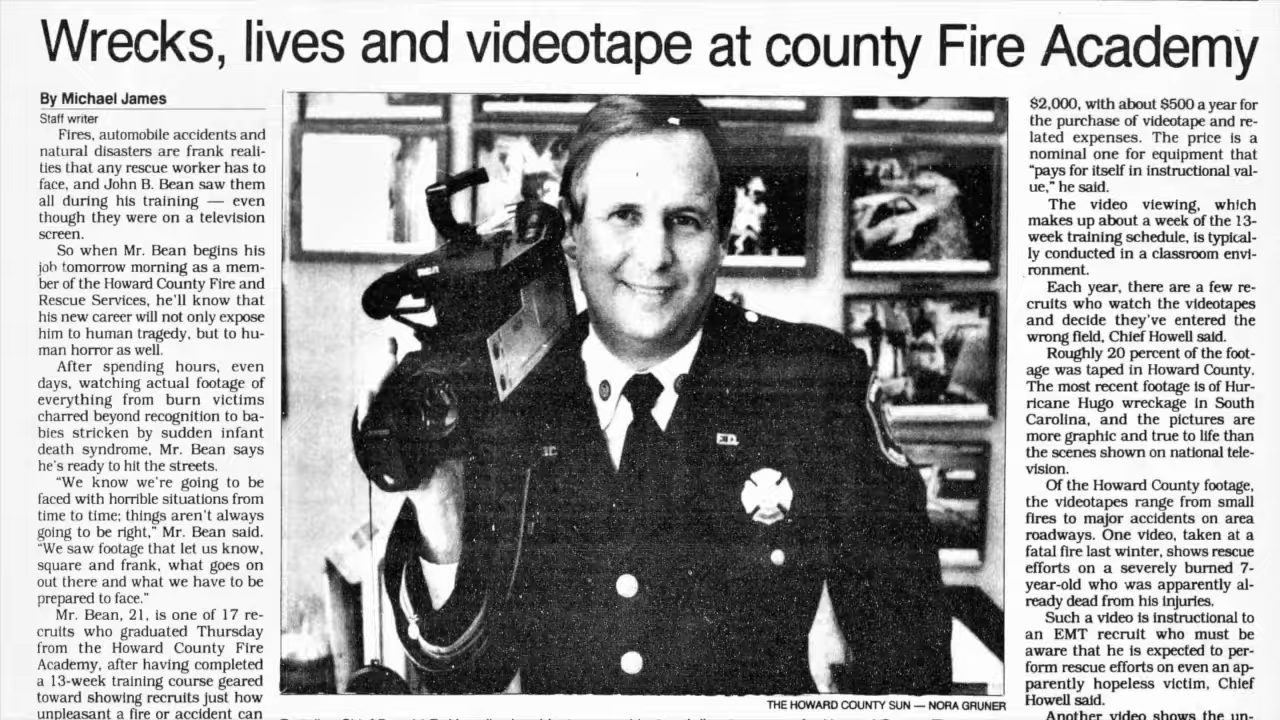 Wrecks, lives and videotape at county Fire Academy
By Michael James
Staff writer
Fires, automobile accidents and
natural disasters are frank reali-
ties that any rescue worker has to
face, and John B. Bean saw them
all during his training — even
though they were on a television
screen.
So when Mr. Bean begins his
job tomorrow morning as a mem-
ber of the Howard County Fire and
Rescue Services, he'll know that
his new career will not only expose
him to human tragedy, but to hu-
man horror as well.
After spending hours, even
days, watching actual footage of
everything from burn victims
charred beyond recognition to ba-
bies stricken by sudden infant
death syndrome, Mr. Bean says
he's ready to hit the streets.
"We know we're going to be
faced with horrible situations from
time to time; things aren't always
going to be right," Mr. Bean said.
"We saw footage that let us know,
square and frank, what goes on
out there and what we have to be
prepared to face."
Mr. Bean, 21, is one of 17 re-
cruits who graduated Thursday
from the Howard County Fire
Academy, after having completed
a 13-week training course geared
toward showing recruits just how
unpleasant a fire or accident can
RCA
F.D.
THE HOWARD COUNTY SUN — NORA GRUNER
$2,000, with about $500 a year for
the purchase of videotape and re-
lated expenses. The price is a
nominal one for equipment that
"pays for itself in instructional val-
ue," he said.
The video viewing, which
makes up about a week of the 13-
week training schedule, is typical-
ly conducted in a classroom envi-
ronment.
Each year, there are a few re-
cruits who watch the videotapes
and decide they've entered the
wrong field, Chief Howell said.
Roughly 20 percent of the foot-
age was taped in Howard County.
The most recent footage is of Hur-
ricane Hugo wreckage in South
Carolina, and the pictures are
more graphic and true to life than
the scenes shown on national tele-
vision.
Of the Howard County footage,
the videotapes range from small
fires to major accidents on area
roadways. One video, taken at a
fatal fire last winter, shows rescue
efforts on a severely burned 7-
year-old who was apparently al-
ready dead from his injuries.
Such a video is instructional to
an EMT recruit who must be
aware that he is expected to per-
form rescue efforts on even an ap-
parently hopeless victim, Chief
Howell said.
Another video shows the un-